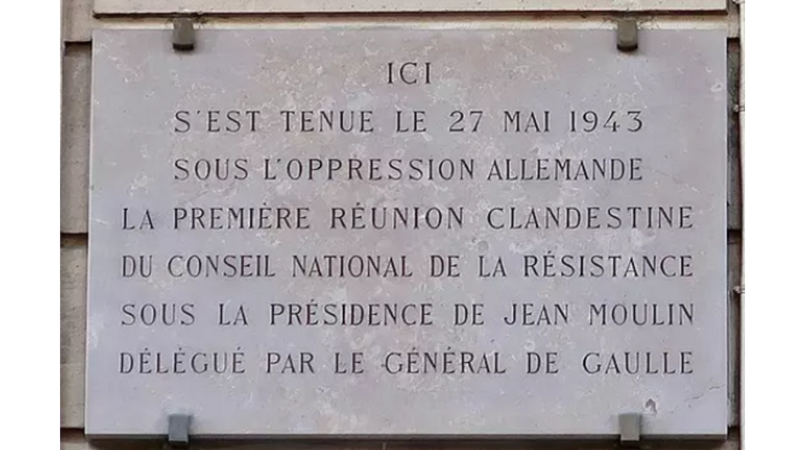 ICI
S'EST TENUE LE 27 MAI 1943
SOUS L'OPPRESSION ALLEMANDE
LA PREMIÈRE RÉUNION CLANDESTINE
DU CONSEIL NATIONAL DE LA RÉSISTANCE
SOUS LA PRÉSIDENCE DE JEAN MOULIN
DÉLÉGUÉ PAR LE GÉNÉRAL DE GAULLE